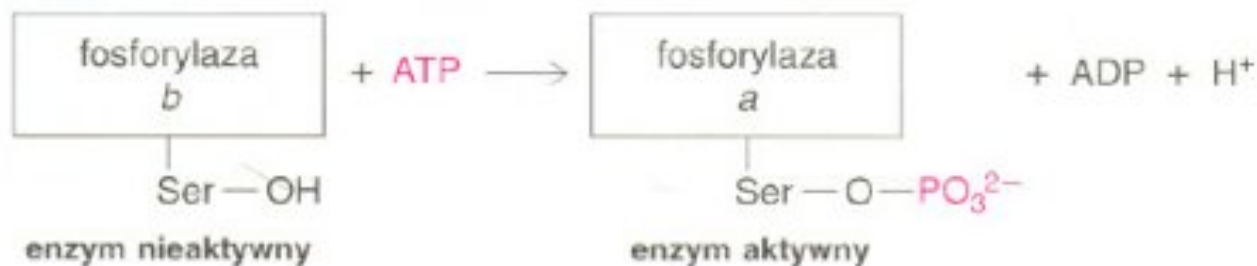 fosforylaza
b
+ ATP
fosforylaza
a
+ ADP + H⁺
Ser — OH
Ser — O — PO₃²⁻
enzym nieaktywny
enzym aktywny